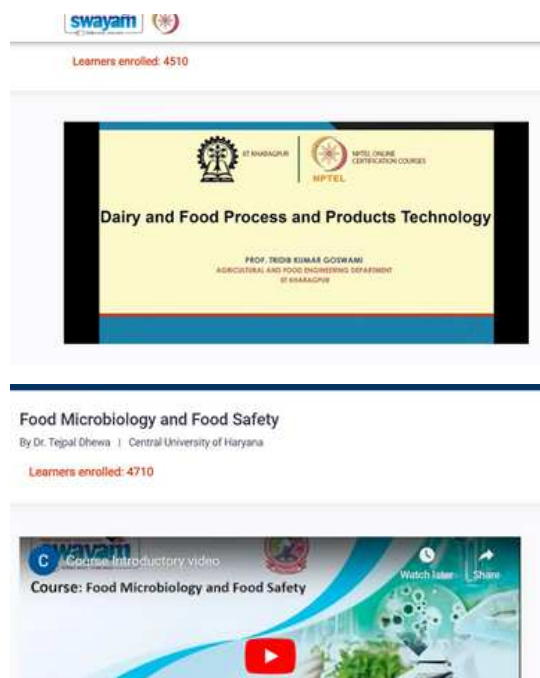 swayam
Learners enrolled: 4510
IIT KHARAGPUR
NPTEL ONLINE
CERTIFICATION COURSES
NPTEL
Dairy and Food Process and Products Technology
PROF. TRIDIB KUMAR GOSWAMI
AGRICULTURAL AND FOOD ENGINEERING DEPARTMENT
IIT KHARAGPUR
Food Microbiology and Food Safety
By Dr. Tejpal Dhewa | Central University of Haryana
Learners enrolled: 4710
swayam
C Course Introductory video
Watch later Share
Course: Food Microbiology and Food Safety